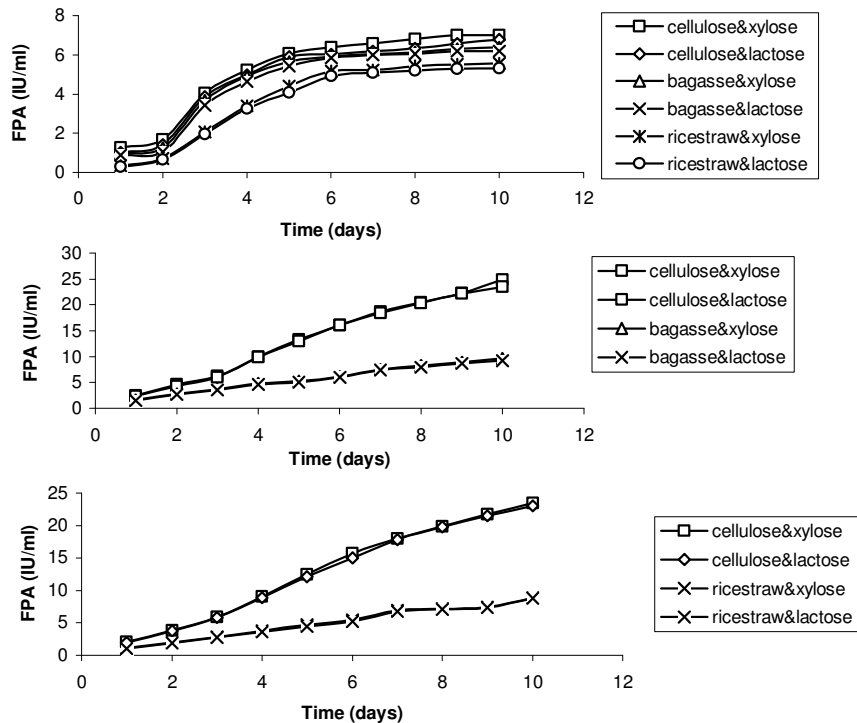 FPA (IU/ml)
8
6
4
2
0
0 2 4 6 8 10 12
Time (days)
cellulose&xylose
cellulose&lactose
bagasse&xylose
bagasse&lactose
ricestraw&xylose
ricestraw&lactose
FPA (IU/ml)
30
25
20
15
10
5
0
0 2 4 6 8 10 12
Time (days)
cellulose&xylose
cellulose&lactose
bagasse&xylose
bagasse&lactose
FPA (IU/ml)
25
20
15
10
5
0
0 2 4 6 8 10 12
Time (days)
cellulose&xylose
cellulose&lactose
ricestraw&xylose
ricestraw&lactose